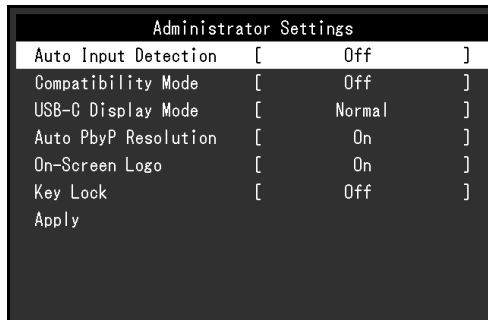 Administrator Settings
Auto Input Detection [ Off ]
Compatibility Mode [ Off ]
USB-C Display Mode [ Normal ]
Auto PbyP Resolution [ On ]
On-Screen Logo [ On ]
Key Lock [ Off ]
Apply